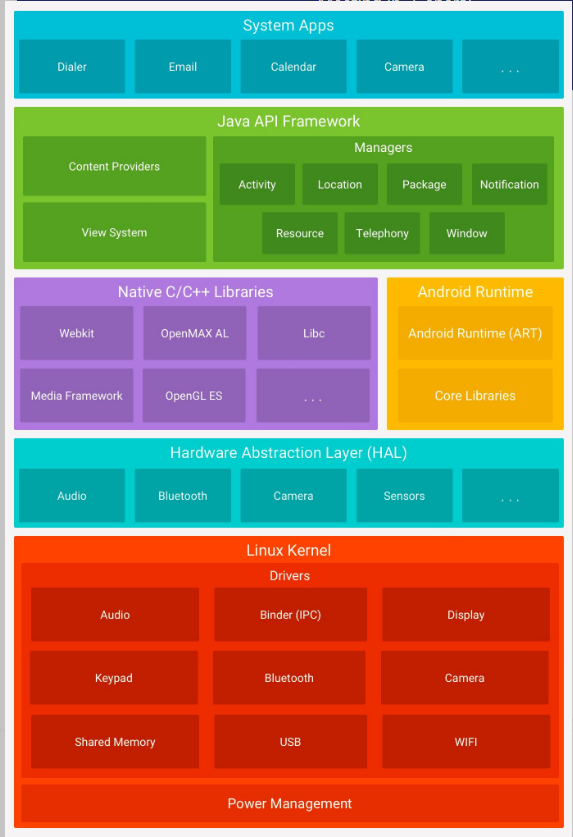 System Apps
Dialer
Email
Calendar
Camera
. . .
Java API Framework
Content Providers
View System
Managers
Activity
Location
Package
Notification
Resource
Telephony
Window
Native C/C++ Libraries
Webkit
OpenMAX AL
Libc
Media Framework
OpenGL ES
. . .
Android Runtime
Android Runtime (ART)
Core Libraries
Hardware Abstraction Layer (HAL)
Audio
Bluetooth
Camera
Sensors
. . .
Linux Kernel
Drivers
Audio
Binder (IPC)
Display
Keypad
Bluetooth
Camera
Shared Memory
USB
WIFI
Power Management